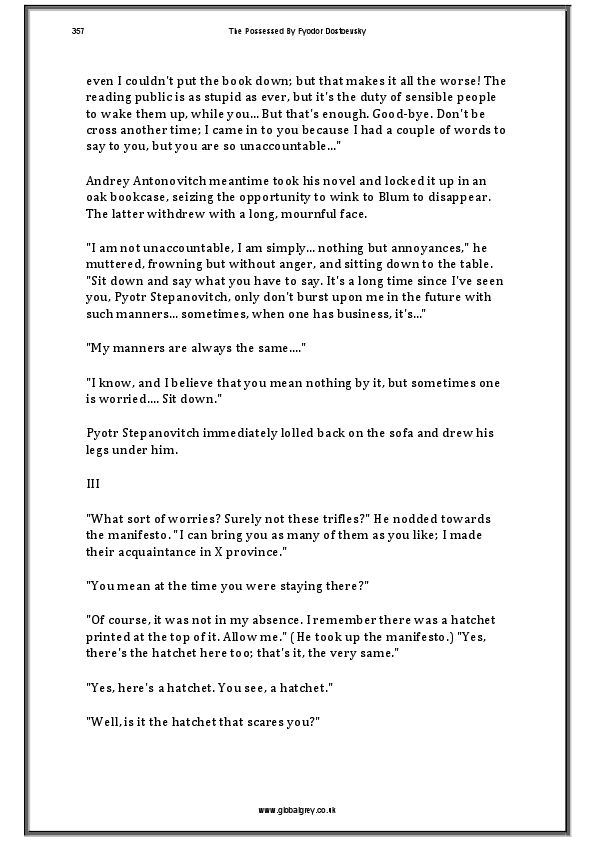 357
The Possessed By Fyodor Dostoevsky
even I couldn't put the book down; but that makes it all the worse! The
reading public is as stupid as ever, but it's the duty of sensible people
to wake them up, while you... But that's enough. Good-bye. Don't be
cross another time; I came in to you because I had a couple of words to
say to you, but you are so unaccountable..."
Andrey Antonovitch meantime took his novel and locked it up in an
oak bookcase, seizing the opportunity to wink to Blum to disappear.
The latter withdrew with a long, mournful face.
"I am not unaccountable, I am simply... nothing but annoyances," he
muttered, frowning but without anger, and sitting down to the table.
"Sit down and say what you have to say. It's a long time since I've seen
you, Pyotr Stepanovitch, only don't burst upon me in the future with
such manners... sometimes, when one has business, it's..."
"My manners are always the same...."
"I know, and I believe that you mean nothing by it, but sometimes one
is worried.... Sit down."
Pyotr Stepanovitch immediately lolled back on the sofa and drew his
legs under him.
III
"What sort of worries? Surely not these trifles?" He nodded towards
the manifesto. "I can bring you as many of them as you like; I made
their acquaintance in X province."
"You mean at the time you were staying there?"
"Of course, it was not in my absence. I remember there was a hatchet
printed at the top of it. Allow me." (He took up the manifesto.) "Yes,
there's the hatchet here too; that's it, the very same."
"Yes, here's a hatchet. You see, a hatchet."
"Well, is it the hatchet that scares you?"
www.globalgrey.co.uk